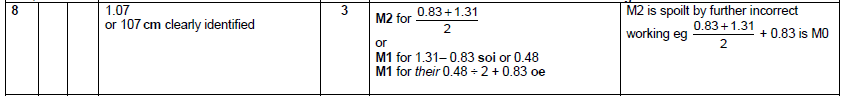 8
1.07
or 107 cm clearly identified
3
M2 for 0.83 + 1.31
2
or
M1 for 1.31– 0.83 soi or 0.48
M1 for their 0.48 ÷ 2 + 0.83 oe
M2 is spoilt by further incorrect
working eg 0.83 + 1.31
2
+ 0.83 is M0